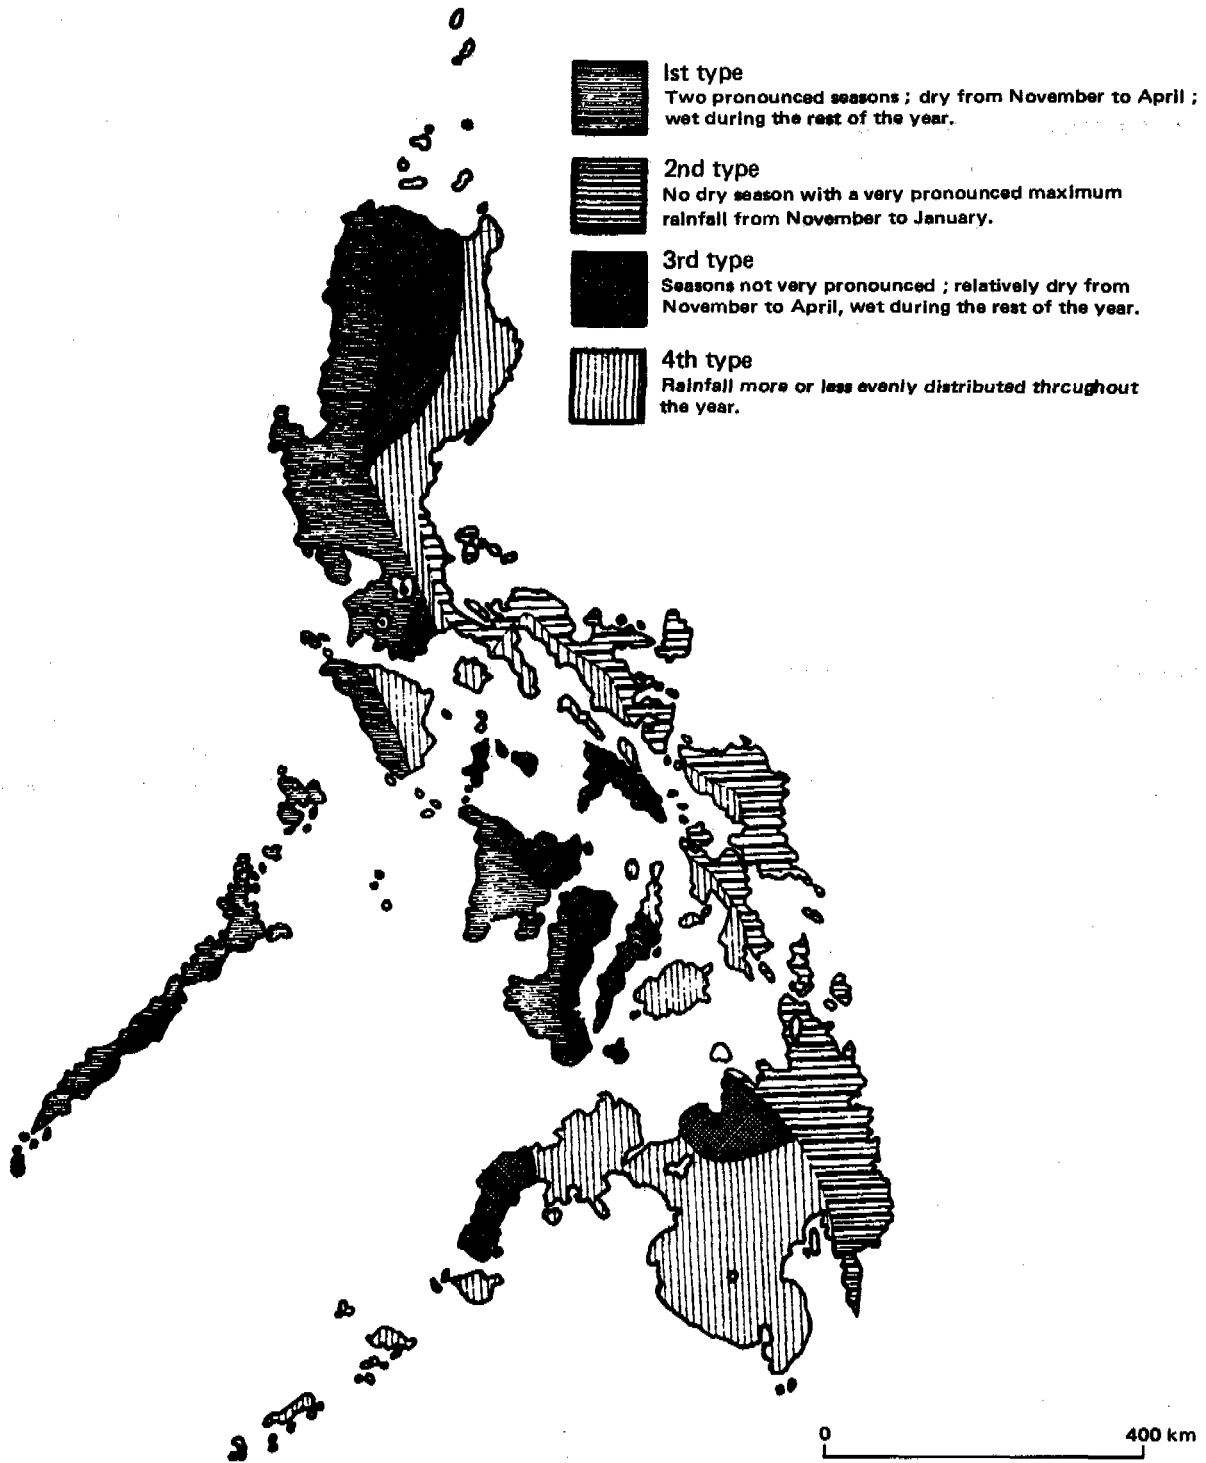 Ist type
Two pronounced seasons ; dry from November to April ;
wet during the rest of the year.
2nd type
No dry season with a very pronounced maximum
rainfall from November to January.
3rd type
Seasons not very pronounced ; relatively dry from
November to April, wet during the rest of the year.
4th type
Rainfall more or less evenly distributed thrcughout
the year.
0 400 km